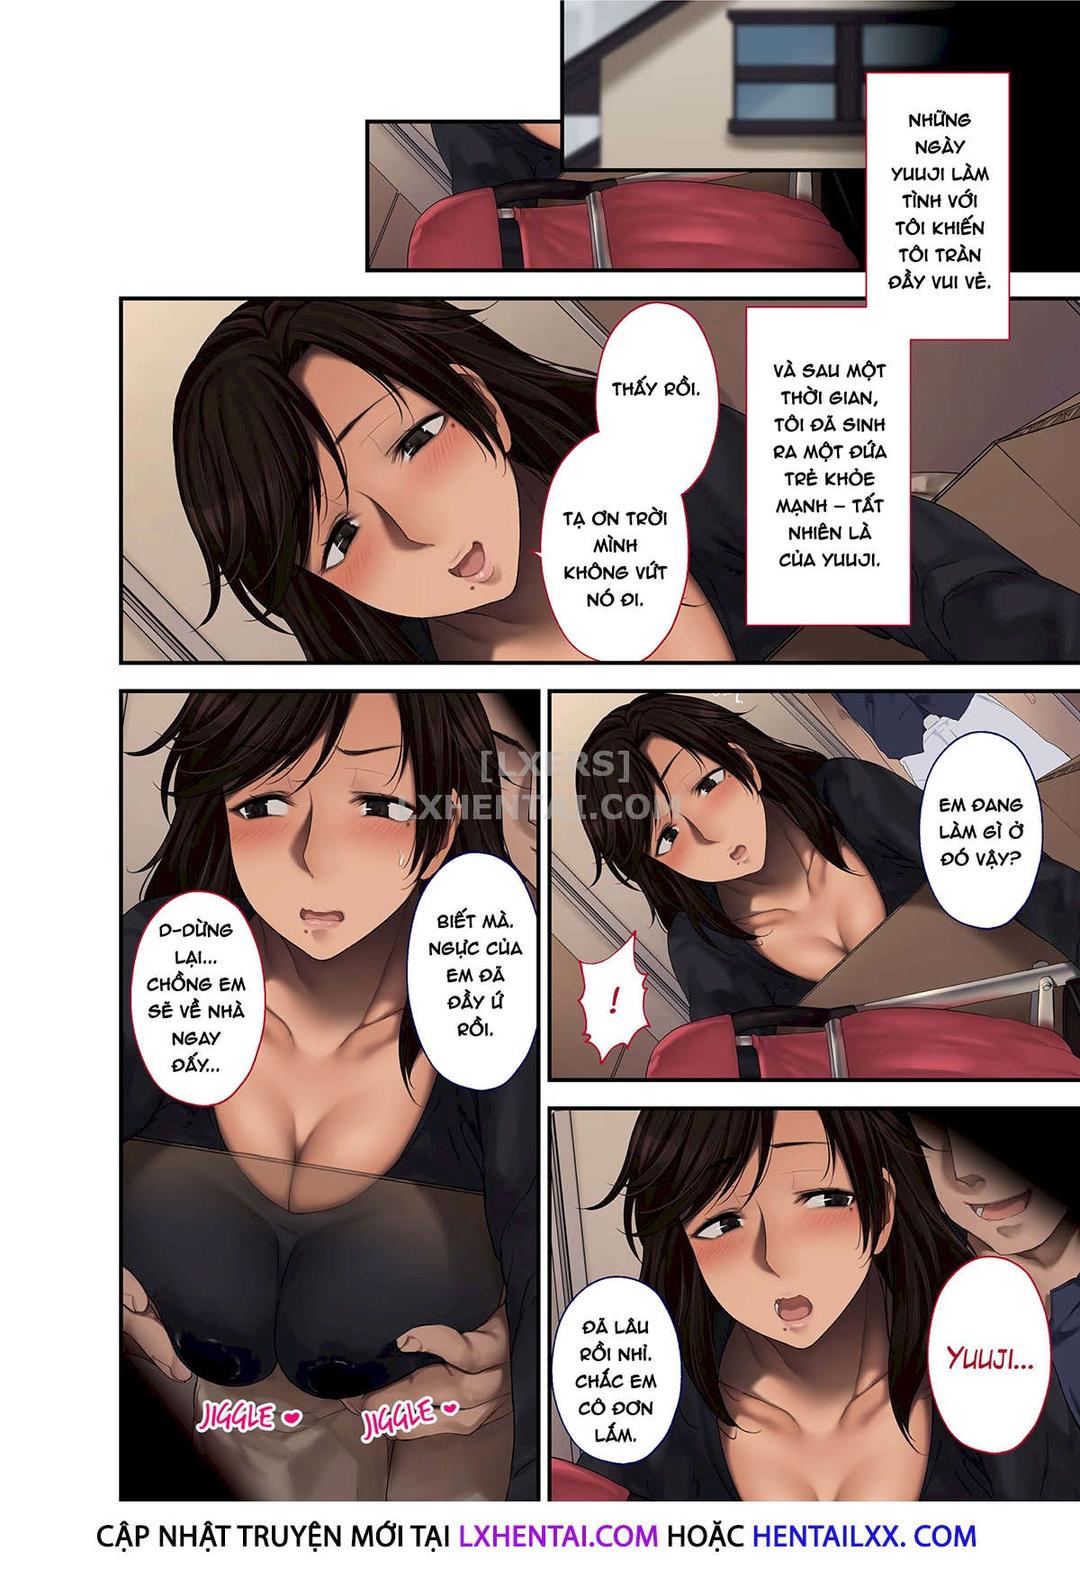 NHỮNG
NGÀY
YUUJI LÀM
TÌNH VỚI
TÔI KHIẾN
TÔI TRÀN
ĐẦY VUI VẺ.
VÀ SAU MỘT
THỜI GIAN,
TÔI ĐÃ SINH
RA MỘT ĐỨA
TRẺ KHỎE
MẠNH – TẤT
NHIÊN LÀ
CỦA YUUJI.
THẤY RỒI.
TẠ ƠN TRỜI
MÌNH
KHÔNG VỨT
NÓ ĐI.
EM ĐANG
LÀM GÌ Ở
ĐÓ VẬY?
!
YUUJI...
ĐÃ LÂU
RỒI NHỈ.
CHẮC EM
CÔ ĐƠN
LẮM.
[LXERS]
LXHENTAI.COM
BIẾT MÀ.
NGỰC CỦA
EM ĐÃ
ĐẦY Ứ
RỒI.
D-DỪNG
LẠI...
CHỒNG EM
SẼ VỀ NHÀ
NGAY
ĐẤY...
JIGGLE ♥
JIGGLE ♥
CẬP NHẬT TRUYỆN MỚI TẠI LXHENTAI.COM HOẶC HENTAILXX. COM